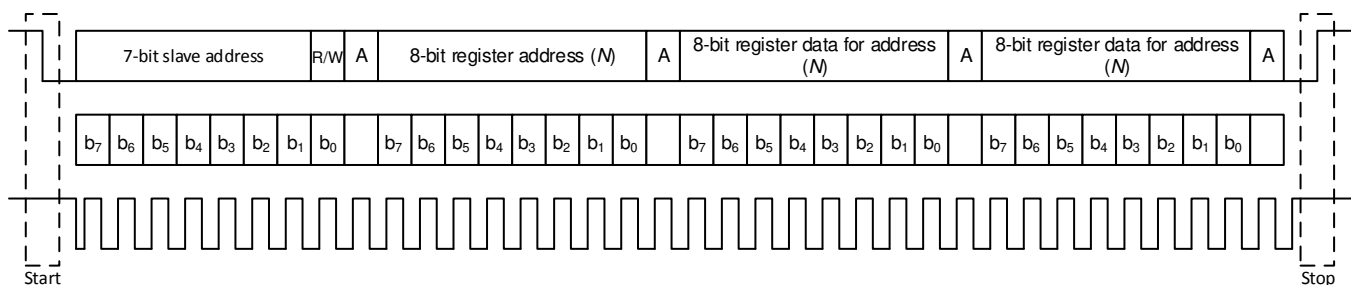 7-bit slave address R/W A 8-bit register address (N) A 8-bit register data for address (N) A 8-bit register data for address (N) A
b7 b6 b5 b4 b3 b2 b1 b0 b7 b6 b5 b4 b3 b2 b1 b0 b7 b6 b5 b4 b3 b2 b1 b0 b7 b6 b5 b4 b3 b2 b1 b0
Start Stop